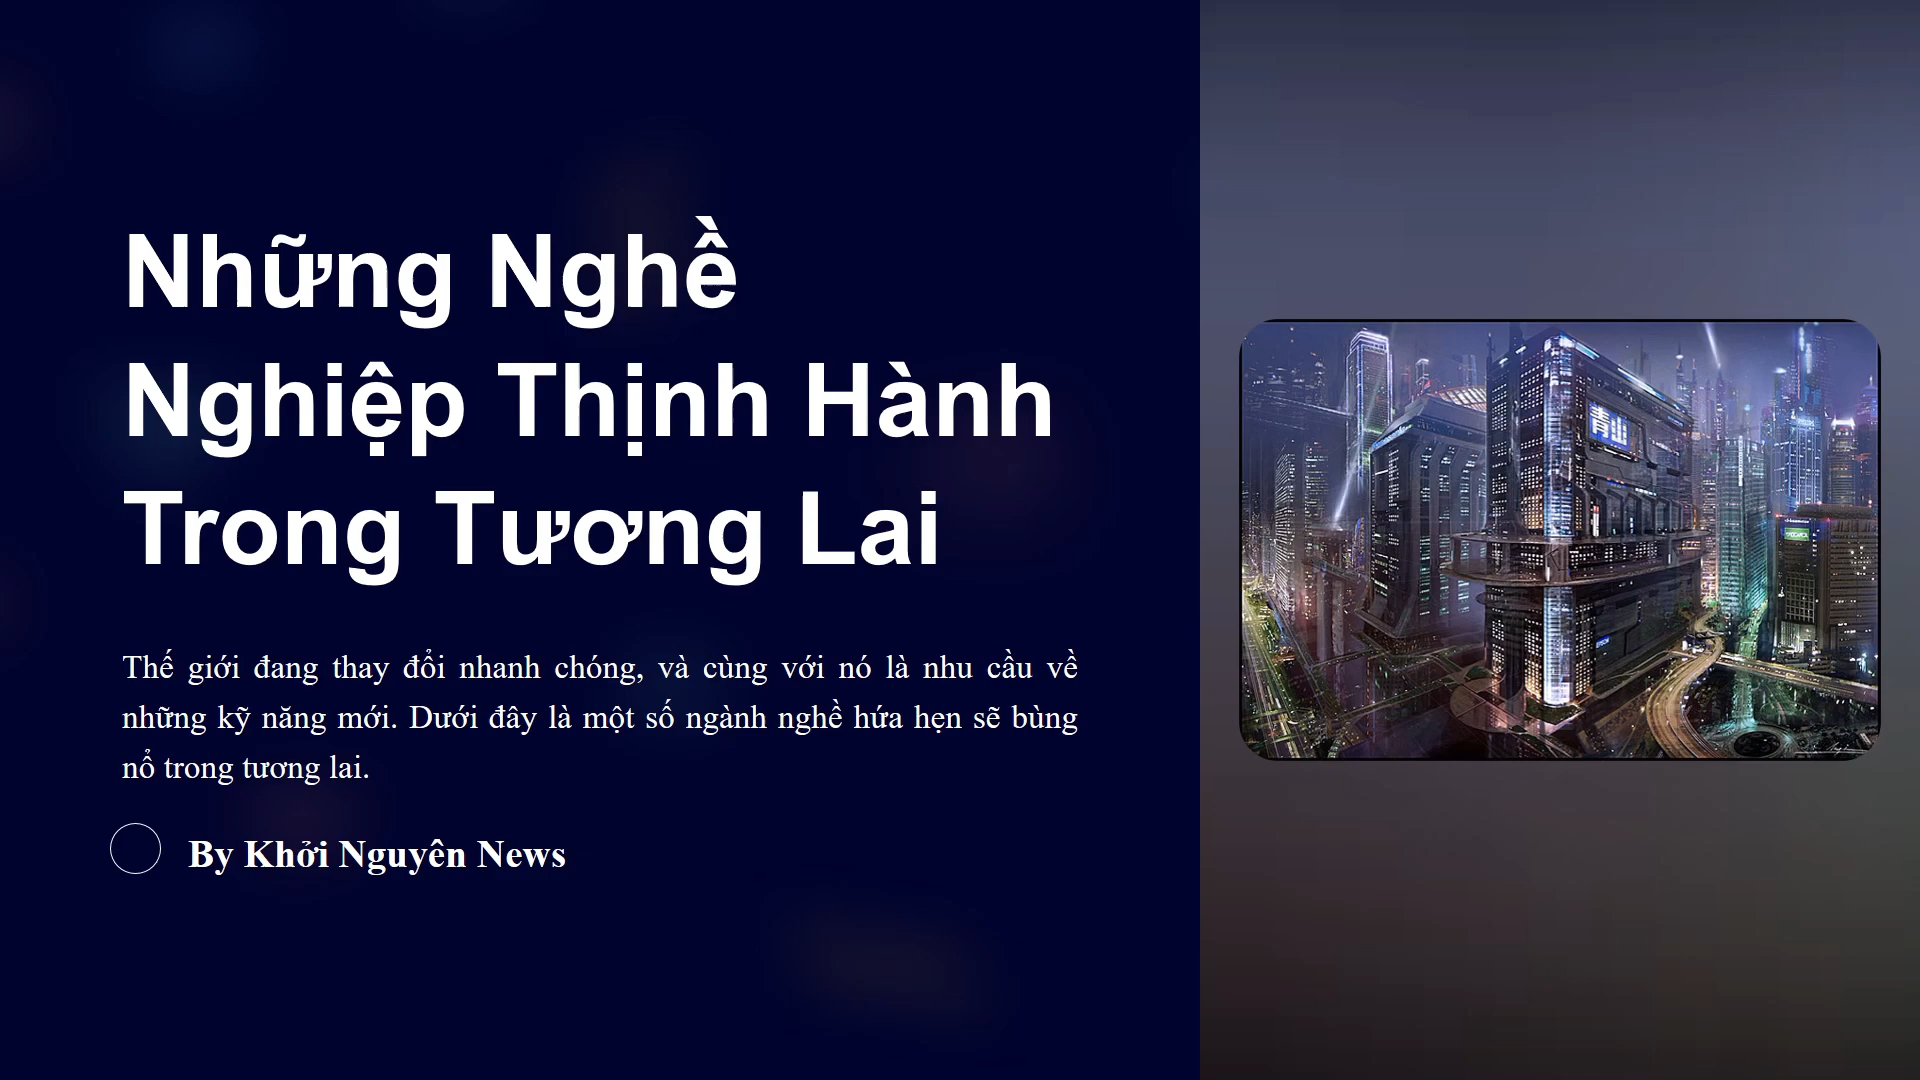 Những Nghề
Nghiệp Thịnh Hành
Trong Tương Lai
Thế giới đang thay đổi nhanh chóng, và cùng với nó là nhu cầu về
những kỹ năng mới. Dưới đây là một số ngành nghề hứa hẹn sẽ bùng
nổ trong tương lai.
By Khởi Nguyên News
青山